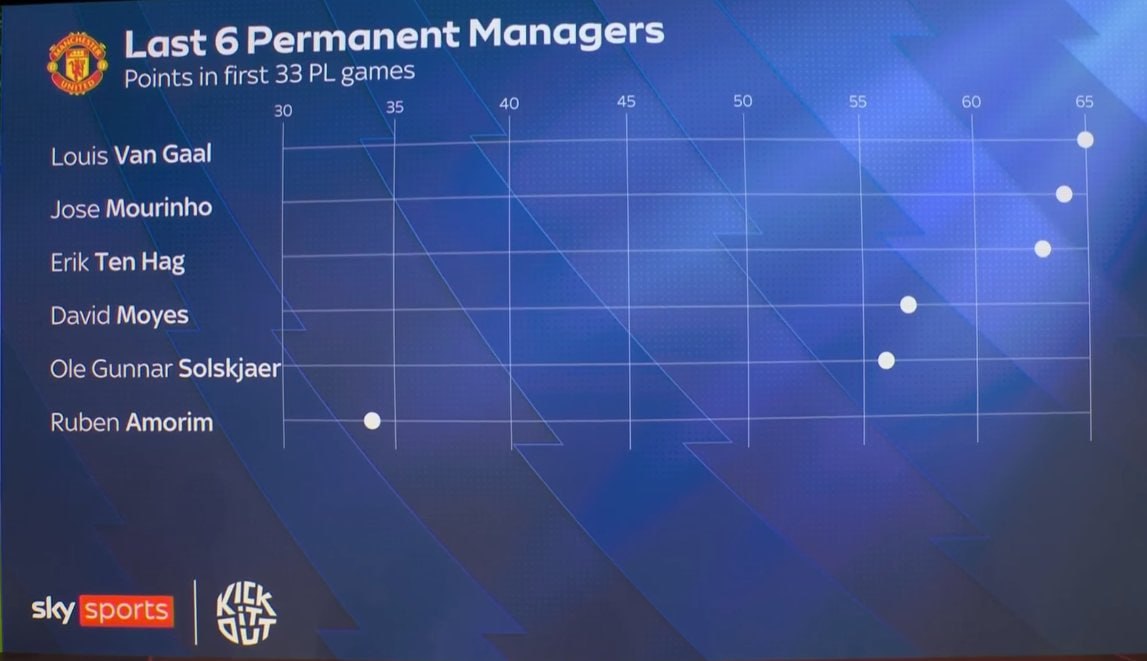 MANCHESTER
UNITED
Last 6 Permanent Managers
Points in first 33 PL games
30 35 40 45 50 55 60 65
Louis Van Gaal
Jose Mourinho
Erik Ten Hag
David Moyes
Ole Gunnar Solskjaer
Ruben Amorim
sky sports
KICK
IT
OUT